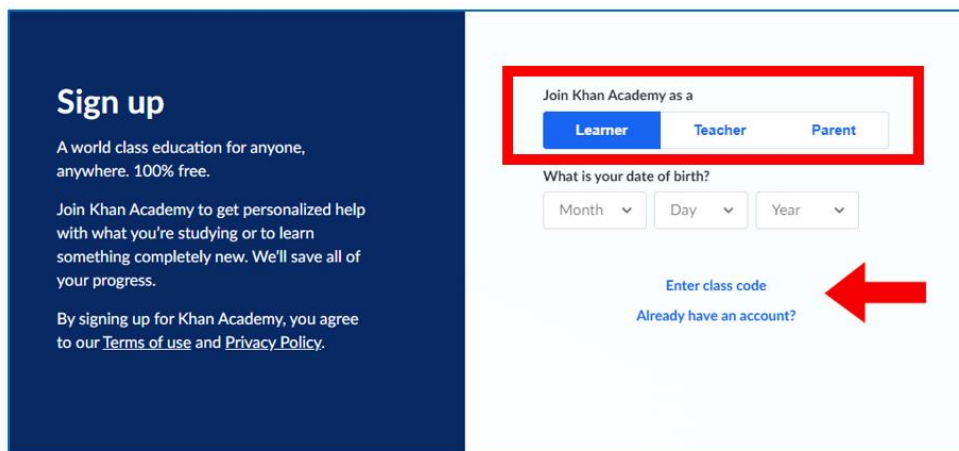 Sign up
A world class education for anyone,
anywhere. 100% free.
Join Khan Academy to get personalized help
with what you're studying or to learn
something completely new. We'll save all of
your progress.
By signing up for Khan Academy, you agree
to our Terms of use and Privacy Policy.
Join Khan Academy as a
Learner Teacher Parent
What is your date of birth?
Month Day Year
Enter class code
Already have an account?